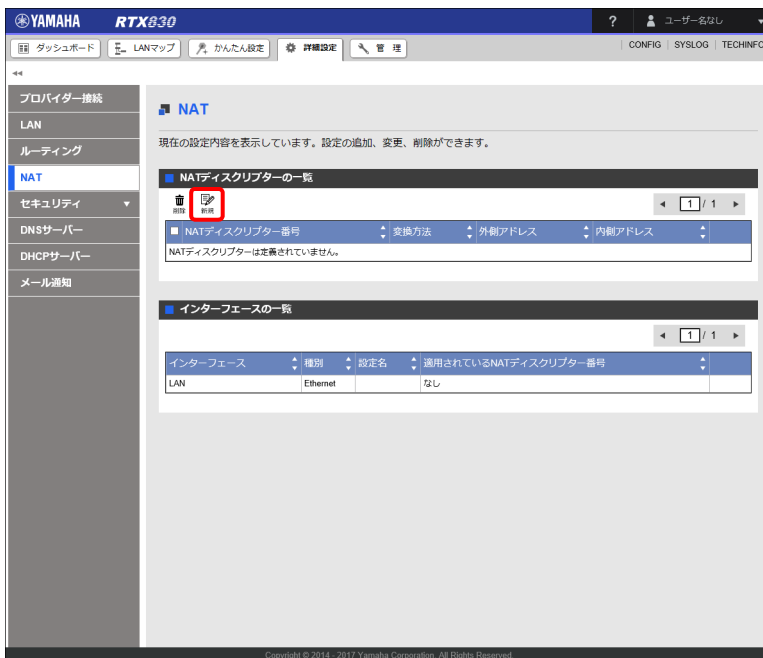 YAMAHA RTX830 ? ユーザー名なし
ダッシュボード LANマップ かんたん設定 詳細設定 管 理 CONFIG SYSLOG TECHINFO
プロバイダー接続
LAN
ルーティング
NAT
セキュリティ
DNSサーバー
DHCPサーバー
メール通知
NAT
現在の設定内容を表示しています。設定の追加、変更、削除ができます。
NATディスクリプターの一覧
削除 新規 1 / 1
NATディスクリプター番号 変換方法 外側アドレス 内側アドレス
NATディスクリプターは定義されていません。
インターフェースの一覧
1 / 1
インターフェース 種別 設定名 適用されているNATディスクリプター番号
LAN Ethernet なし
Copyright © 2014 - 2017 Yamaha Corporation. All Rights Reserved.